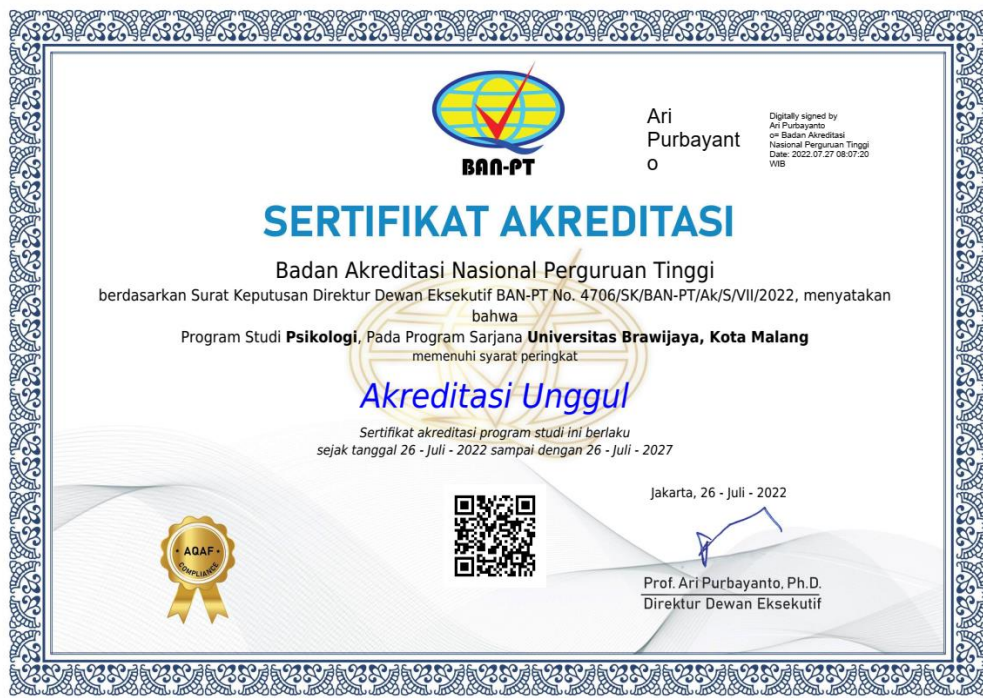 BAN-PT
Ari
Purbayant
o
Digitally signed by
Ari Purbayanto
o= Badan Akreditasi
Nasional Perguruan Tinggi
Date: 2022.07.27 08:07:20
WIB
SERTIFIKAT AKREDITASI
Badan Akreditasi Nasional Perguruan Tinggi
berdasarkan Surat Keputusan Direktur Dewan Eksekutif BAN-PT No. 4706/SK/BAN-PT/Ak/S/VII/2022, menyatakan
bahwa
Program Studi Psikologi, Pada Program Sarjana Universitas Brawijaya, Kota Malang
memenuhi syarat peringkat
Akreditasi Unggul
Sertifikat akreditasi program studi ini berlaku
sejak tanggal 26 - Juli - 2022 sampai dengan 26 - Juli - 2027
Jakarta, 26 - Juli - 2022
AQAF
COMPLIANCE
Prof. Ari Purbayanto, Ph.D.
Direktur Dewan Eksekutif